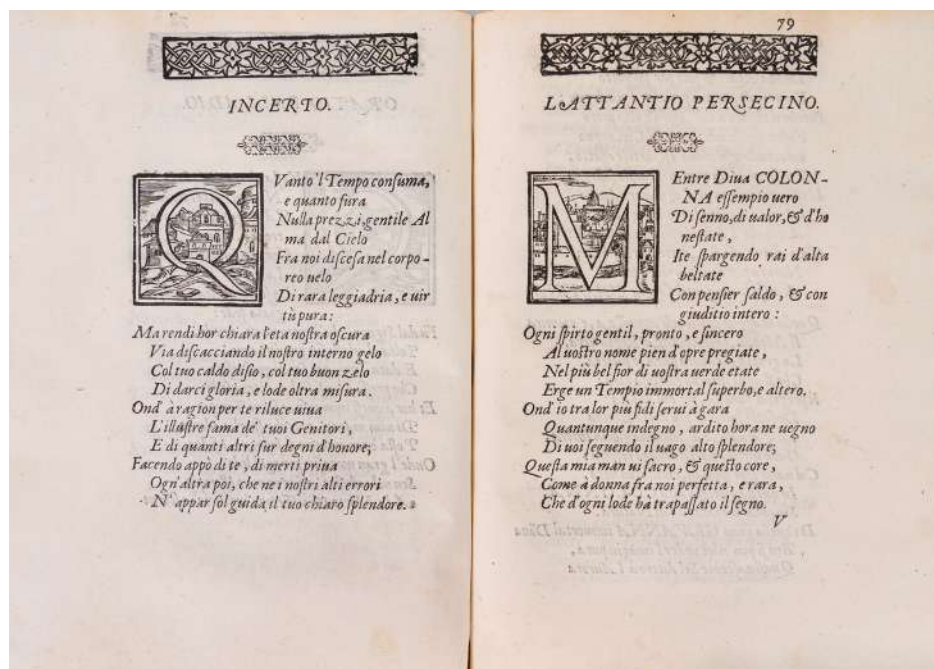 INCERTO.
QVanto'l Tempo consuma,
e quanto fura
Nulla prezzi, gentile Al
ma dal Cielo
Fra noi discesa nel corpo-
reo uelo
Di rara leggiadria, e uir
tù pura:
Ma rendi hor chiara l'eta nostra oscura
Via discacciando il nostro interno gelo
Col tuo caldo disio, col tuo buon zelo
Di darci gloria, e lode oltra misura.
Ond' à ragion per te riluce uiua
L'illustre fama de' tuoi Genitori,
E di quanti altri fur degni d'honore;
Facendo appò di te, di merti priua
Ogn'altra poi, che ne i nostri alti errori
N' appar sol guida il tuo chiaro splendore.
79
LATTANTIO PERSECINO.
MEntre Diua COLON-
NA essempio uero
Di senno, di ualor, & d'ho
nestate,
Ite spargendo rai d'alta
beltate
Con pensier saldo, & con
giuditio intero:
Ogni spirto gentil, pronto, e sincero
Al uostro nome pien d'opre pregiate,
Nel più bel fior di uostra uerde etate
Erge un Tempio immortal superbo, e altero.
Ond' io tra lor piu fidi serui à gara
Quantunque indegno, ardito hora ne uegno
Di uoi seguendo il uago alto splendore;
Questa mia man ui sacro, & questo core,
Come à donna fra noi perfetta, e rara,
Che d'ogni lode hà trapassato il segno.
V